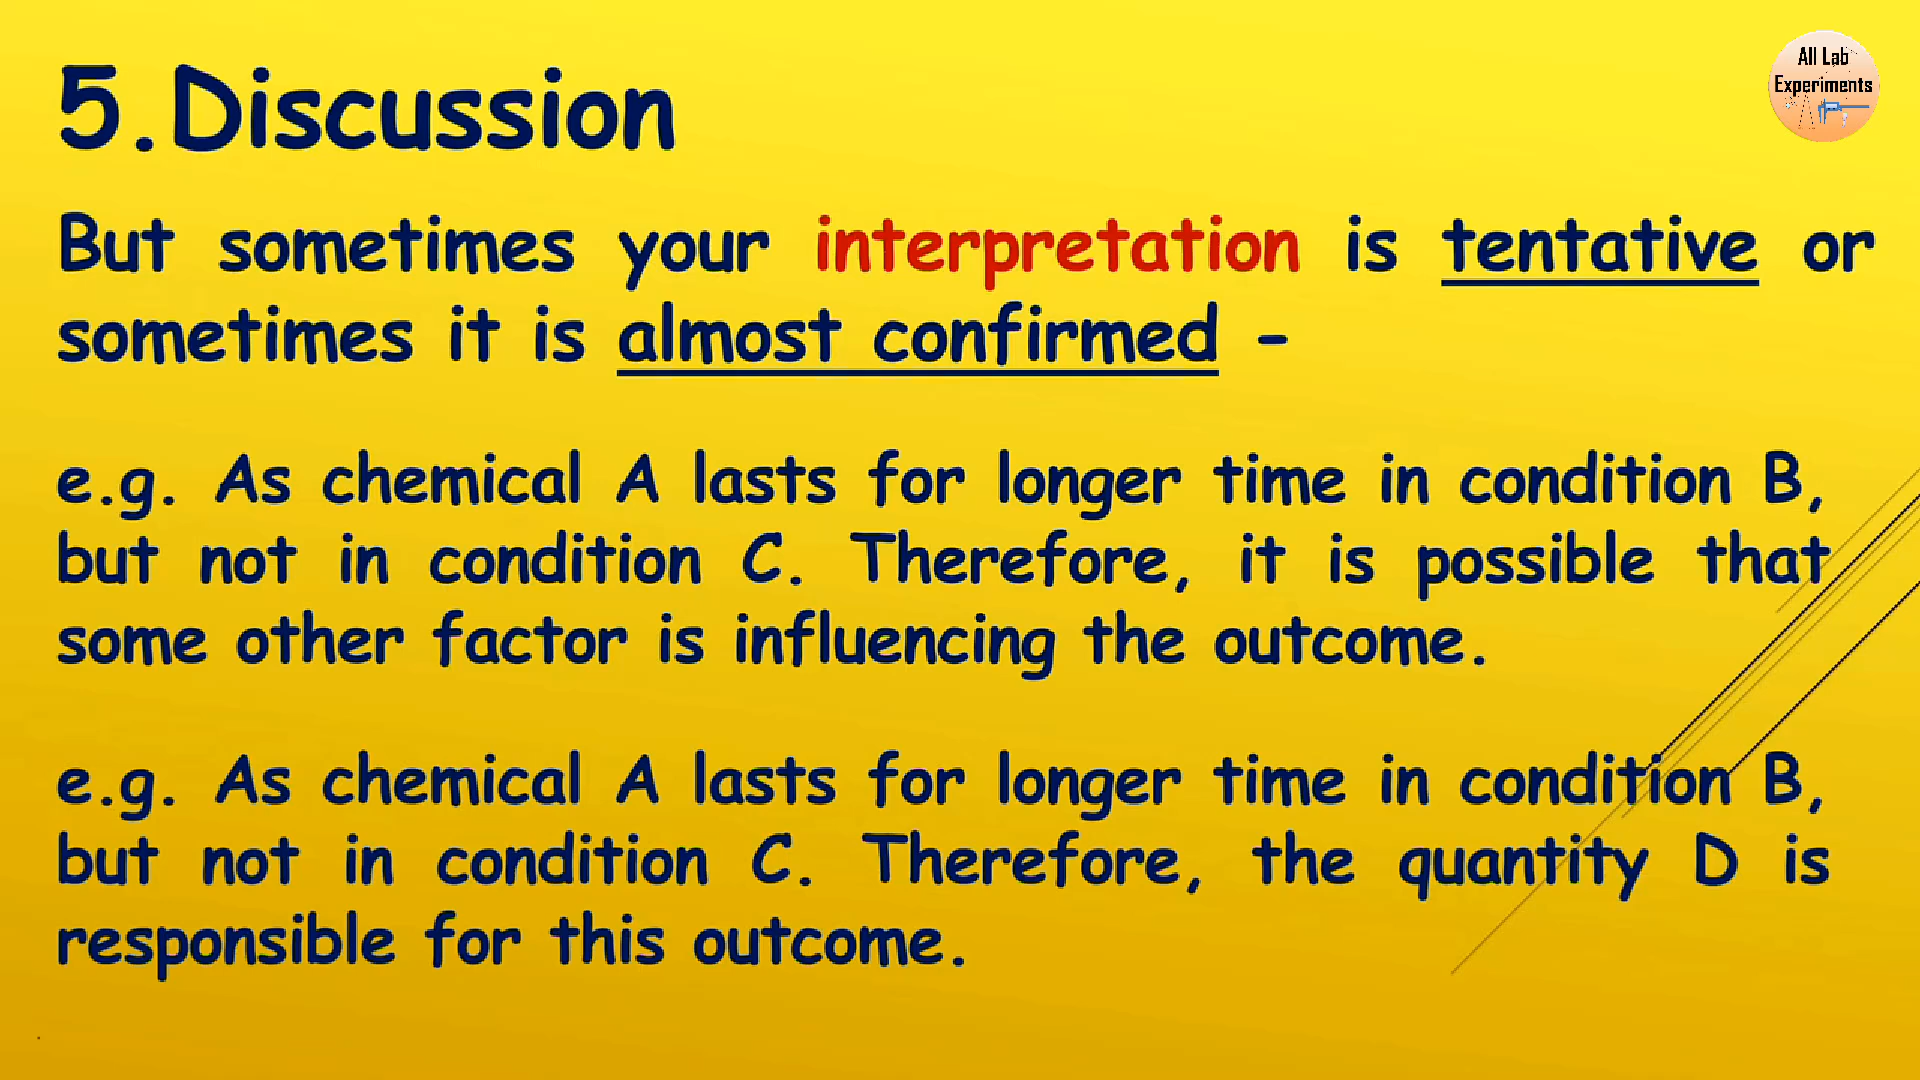 All Lab
Experiments
5.Discussion
But sometimes your interpretation is tentative or
sometimes it is almost confirmed -
e.g. As chemical A lasts for longer time in condition B,
but not in condition C. Therefore, it is possible that
some other factor is influencing the outcome.
e.g. As chemical A lasts for longer time in condition B,
but not in condition C. Therefore, the quantity D is
responsible for this outcome.